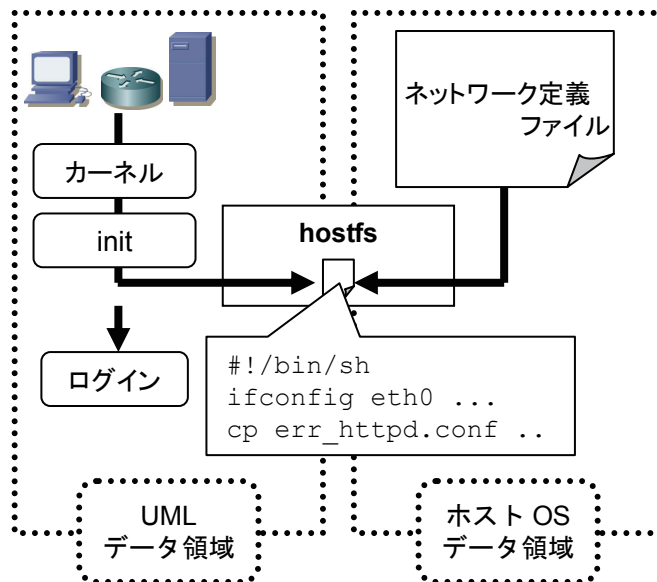 ネットワーク定義
ファイル
カーネル
init
hostfs
ログイン
#!/bin/sh
ifconfig eth0 ...
cp err_httpd.conf ..
UML
データ領域
ホスト OS
データ領域